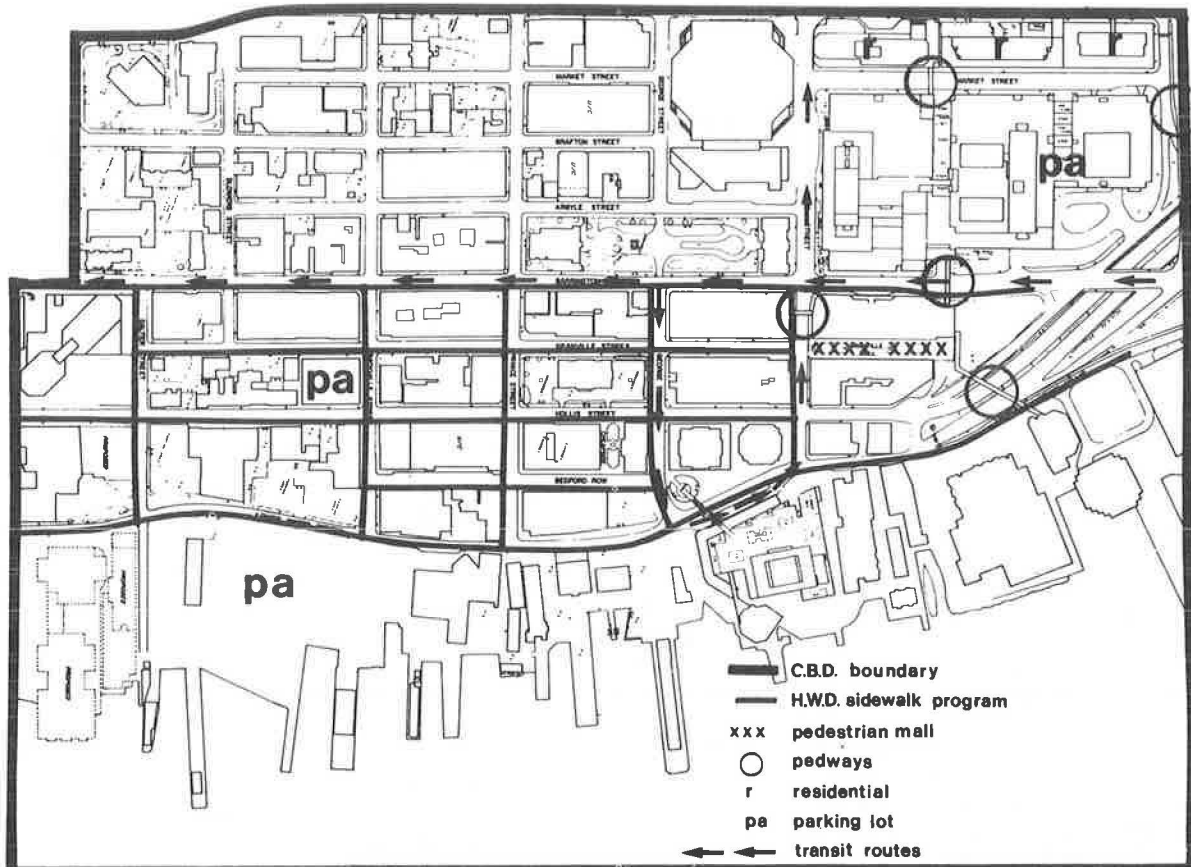 r
r
r
MARKET STREET
MARKET STREET
GRAFTON STREET
pa
ARGYLE STREET
GRANVILLE STREET
XXXX XXXX
pa
HOLLIS STREET
BEDFORD ROW
pa
C.B.D. boundary
H.W.D. sidewalk program
xxx pedestrian mall
pedways
r residential
pa parking lot
transit routes